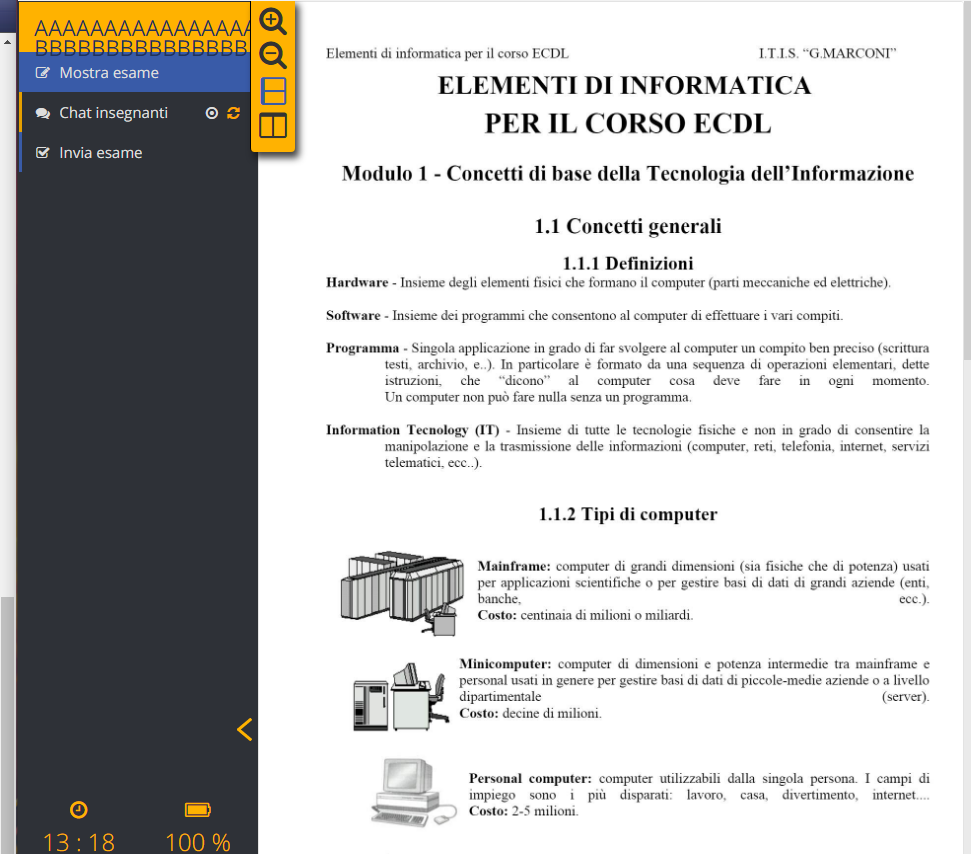 AAAAAAAAAAAAAAAA
BBBBBBBBBBBBBBB
Mostra esame
Chat insegnanti
Invia esame
13 : 18
100 %
Elementi di informatica per il corso ECDL I.T.I.S. “G.MARCONI”
ELEMENTI DI INFORMATICA
PER IL CORSO ECDL
Modulo 1 - Concetti di base della Tecnologia dell’Informazione
1.1 Concetti generali
1.1.1 Definizioni
Hardware - Insieme degli elementi fisici che formano il computer (parti meccaniche ed elettriche).
Software - Insieme dei programmi che consentono al computer di effettuare i vari compiti.
Programma - Singola applicazione in grado di far svolgere al computer un compito ben preciso (scrittura
testi, archivio, e..). In particolare è formato da una sequenza di operazioni elementari, dette
istruzioni, che “dicono” al computer cosa deve fare in ogni momento.
Un computer non può fare nulla senza un programma.
Information Tecnology (IT) - Insieme di tutte le tecnologie fisiche e non in grado di consentire la
manipolazione e la trasmissione delle informazioni (computer, reti, telefonia, internet, servizi
telematici, ecc..).
1.1.2 Tipi di computer
Mainframe: computer di grandi dimensioni (sia fisiche che di potenza) usati
per applicazioni scientifiche o per gestire basi di dati di grandi aziende (enti,
banche, ecc.).
Costo: centinaia di milioni o miliardi.
Minicomputer: computer di dimensioni e potenza intermedie tra mainframe e
personal usati in genere per gestire basi di dati di piccole-medie aziende o a livello
dipartimentale (server).
Costo: decine di milioni.
Personal computer: computer utilizzabili dalla singola persona. I campi di
impiego sono i più disparati: lavoro, casa, divertimento, internet....
Costo: 2-5 milioni.